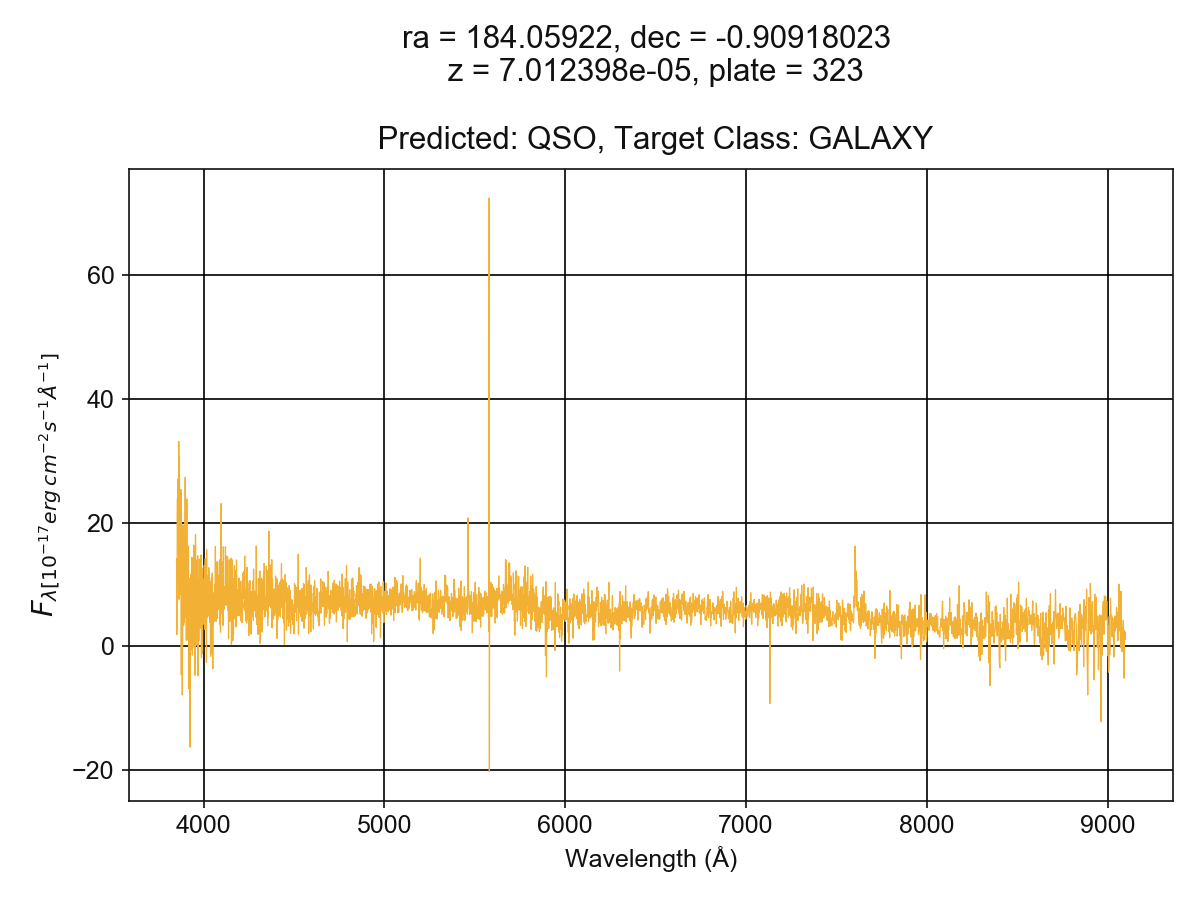 ra = 184.05922, dec = -0.90918023
z = 7.012398e-05, plate = 323
Predicted: QSO, Target Class: GALAXY
60
40
20
0
−20
F_{λ[10^{−17} erg cm^{−2} s^{−1} Å^{−1}]}
4000 5000 6000 7000 8000 9000
Wavelength (Å)